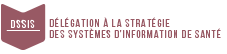 DSSIS
DÉLÉGATION À LA STRATÉGIE
DES SYSTÈMES D'INFORMATION DE SANTÉ